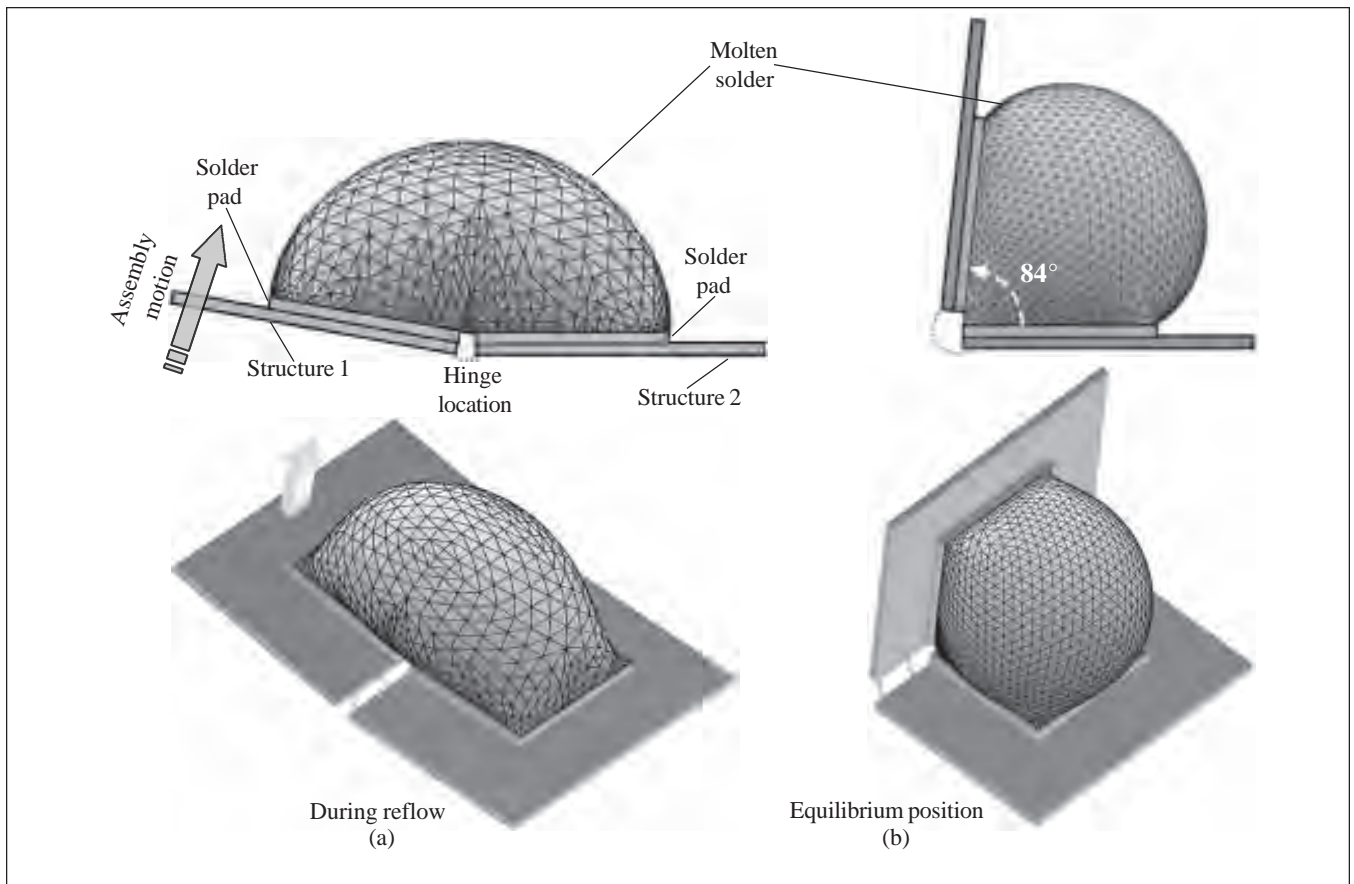 Molten
solder
Solder
pad
Assembly
motion
Solder
pad
Structure 1
Hinge
location
Structure 2
84°
During reflow
(a)
Equilibrium position
(b)